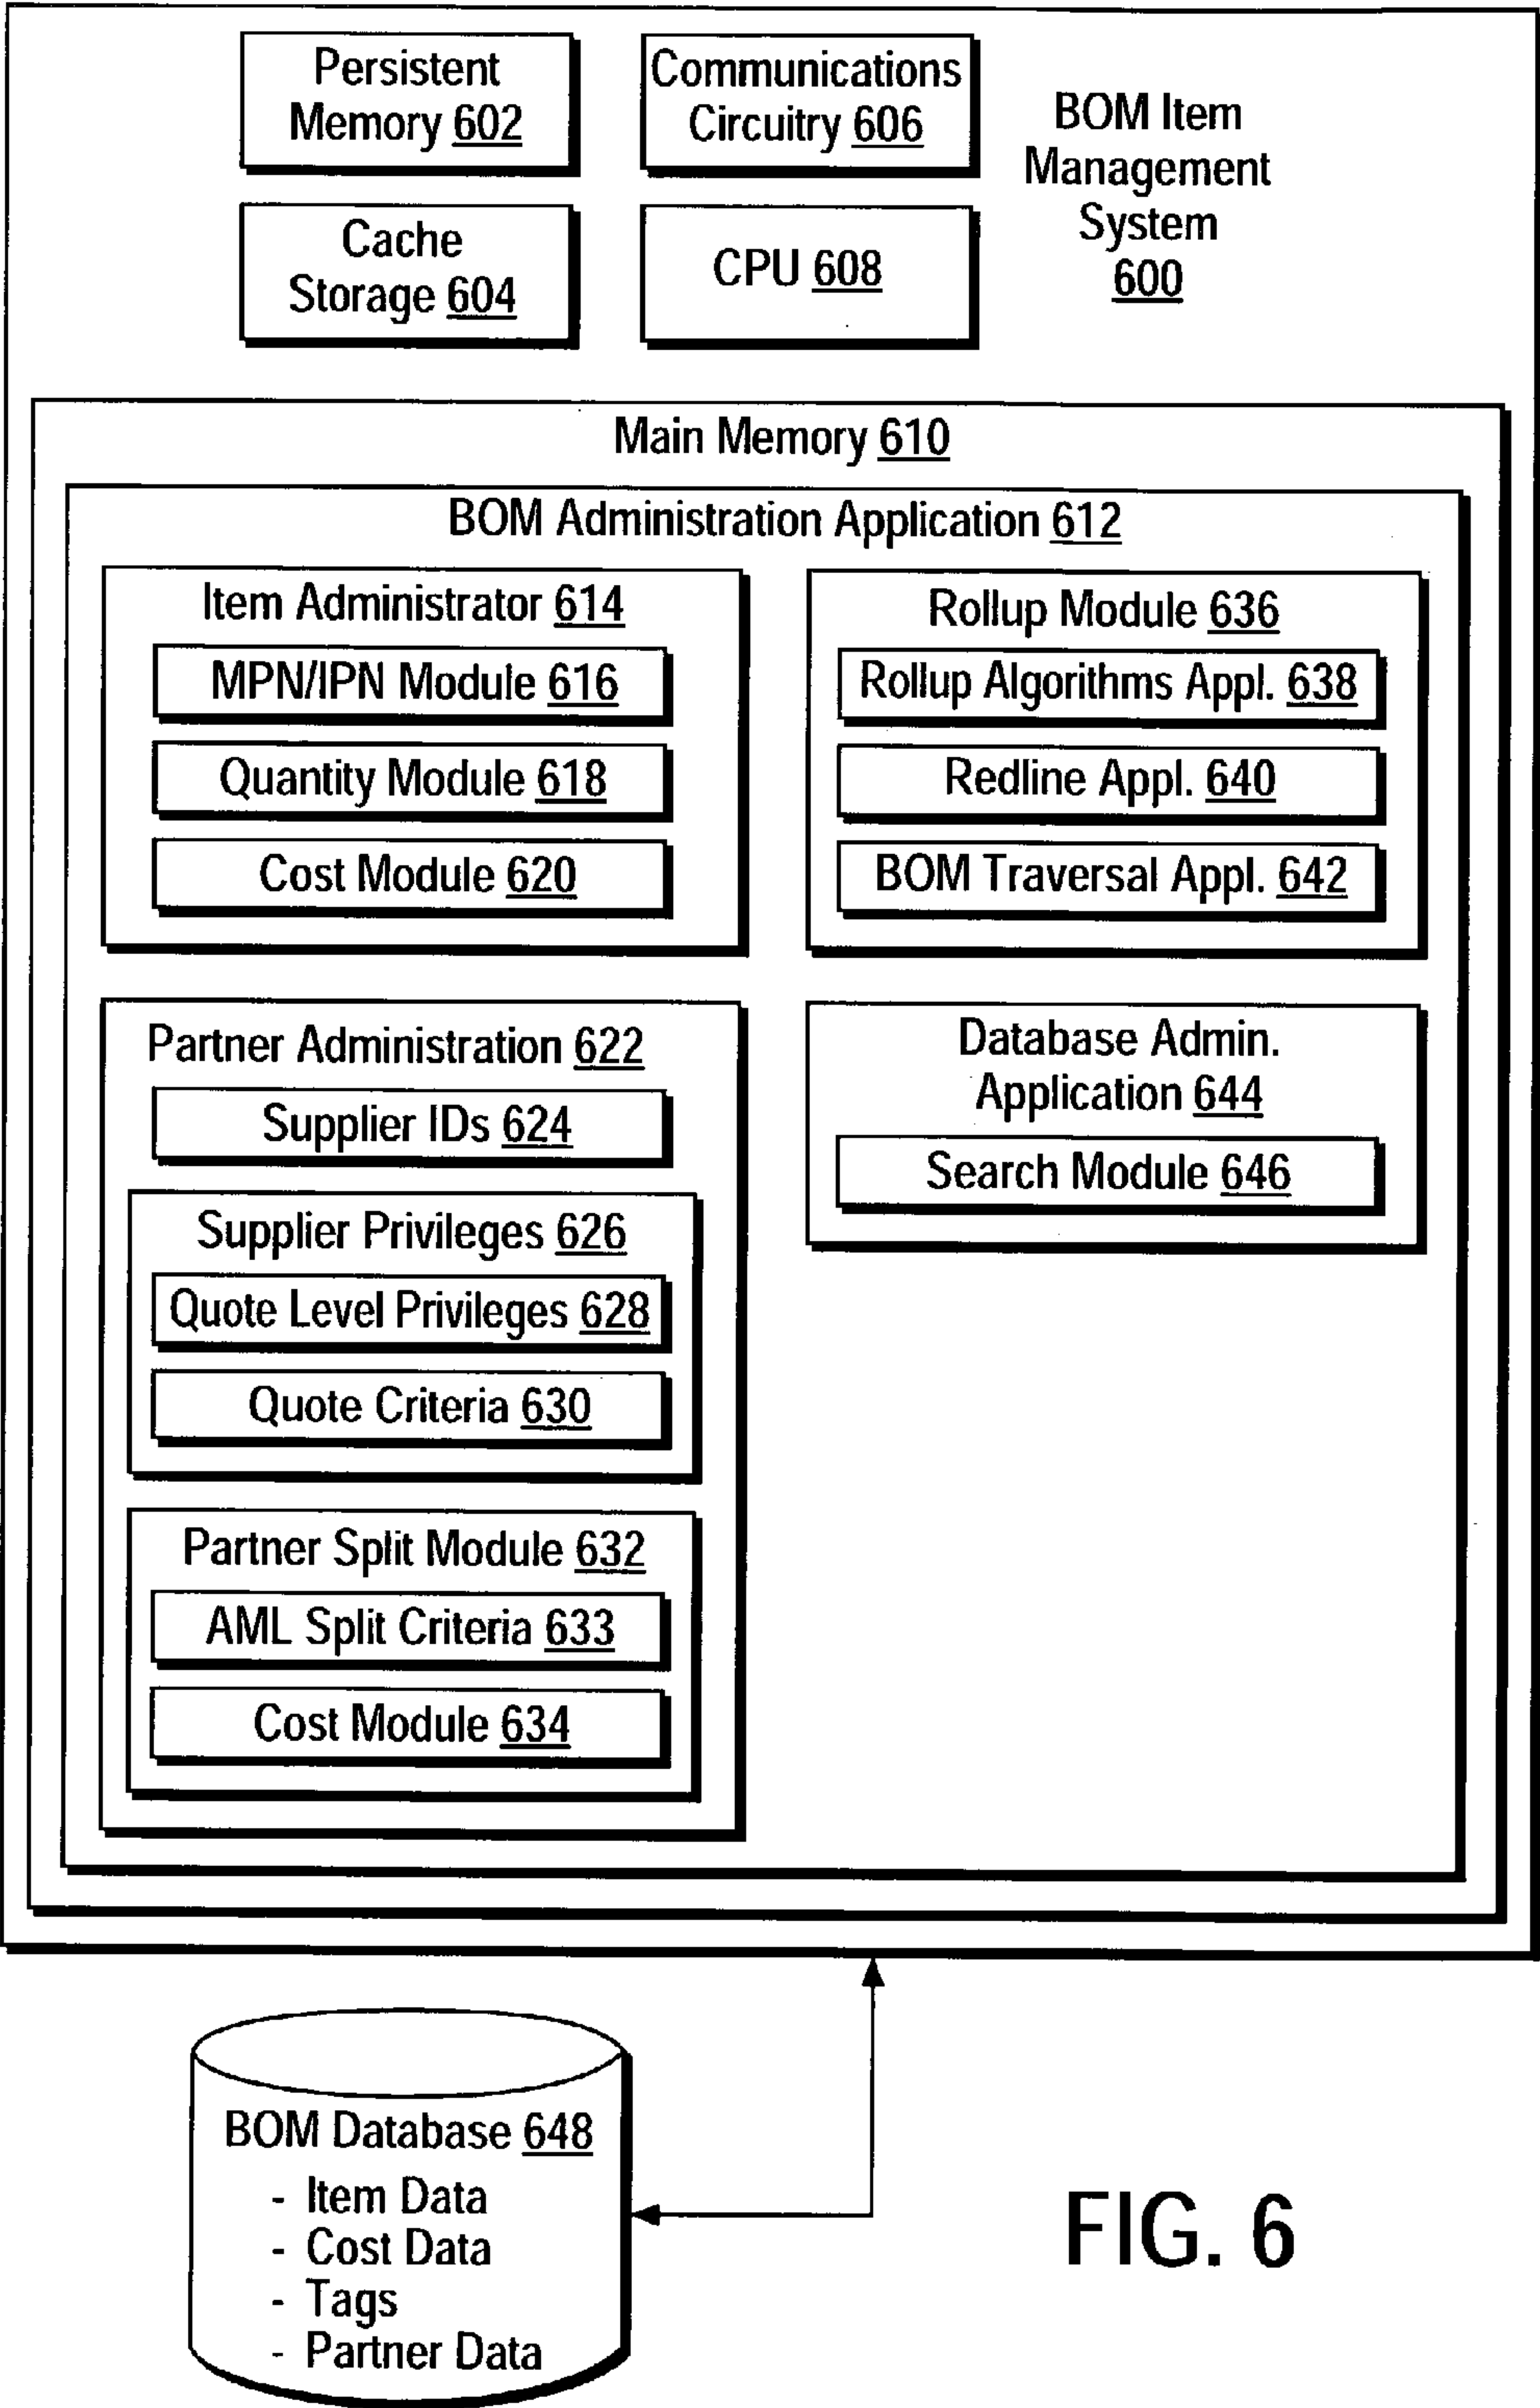 Persistent
Memory 602
Communications
Circuitry 606
BOM Item
Management
System
600
Cache
Storage 604
CPU 608
Main Memory 610
BOM Administration Application 612
Item Administrator 614
MPN/IPN Module 616
Quantity Module 618
Cost Module 620
Rollup Module 636
Rollup Algorithms Appl. 638
Redline Appl. 640
BOM Traversal Appl. 642
Partner Administration 622
Supplier IDs 624
Supplier Privileges 626
Quote Level Privileges 628
Quote Criteria 630
Partner Split Module 632
AML Split Criteria 633
Cost Module 634
Database Admin.
Application 644
Search Module 646
BOM Database 648
- Item Data
- Cost Data
- Tags
- Partner Data
FIG. 6